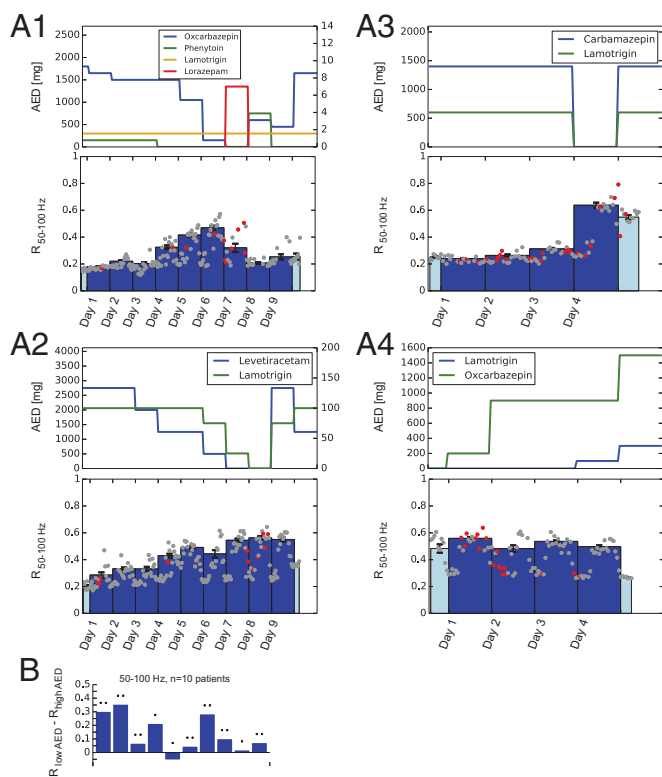 A1
AED [mg]
2500
2000
1500
1000
500
0
Oxcarbazepin
Phenytoin
Lamotrigin
Lorazepam
14
12
10
8
6
4
2
0
R 50-100 Hz
1
0.8
0.6
0.4
0.2
0
Day 1
Day 2
Day 3
Day 4
Day 5
Day 6
Day 7
Day 8
Day 9
A3
AED [mg]
2500
2000
1500
1000
500
0
Carbamazepin
Lamotrigin
R 50-100 Hz
1
0.8
0.6
0.4
0.2
0
Day 1
Day 2
Day 3
Day 4
A2
AED [mg]
4000
3500
3000
2500
2000
1500
1000
500
0
Levetiracetam
Lamotrigin
200
150
100
50
0
R 50-100 Hz
1
0.8
0.6
0.4
0.2
0
Day 1
Day 2
Day 3
Day 4
Day 5
Day 6
Day 7
Day 8
Day 9
A4
AED [mg]
1600
1400
1200
1000
800
600
400
200
0
Lamotrigin
Oxcarbazepin
R 50-100 Hz
1
0.8
0.6
0.4
0.2
0
Day 1
Day 2
Day 3
Day 4
B
50-100 Hz, n=10 patients
R low AED - R high AED
0.5
0.4
0.3
0.2
0.1
0